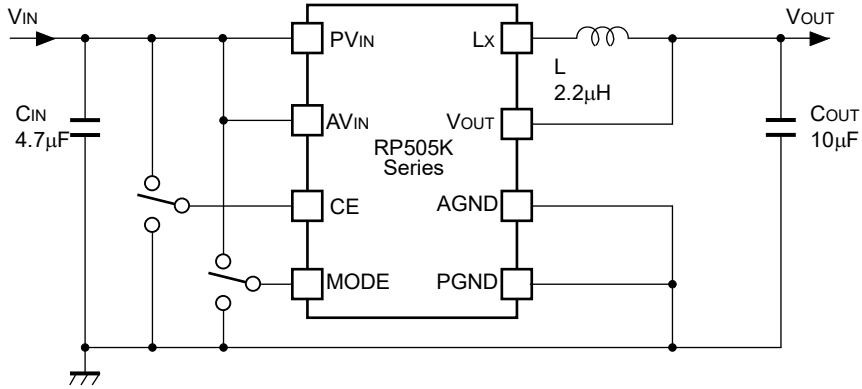 VIN
PVIN
LX
VOUT
L
2.2μH
CIN
4.7μF
AVIN
VOUT
COUT
10μF
RP505K
Series
CE
AGND
MODE
PGND